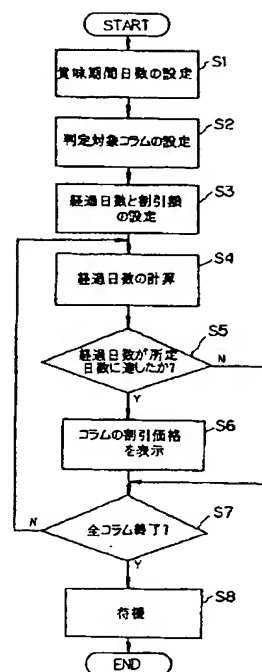 START
賞味期間日数の設定
S1
判定対象コラムの設定
S2
経過日数と割引額
の設定
S3
経過日数の計算
S4
経過日数が所定
日数に達したか?
S5
N
Y
コラムの割引価格
を表示
S6
全コラム終了?
S7
N
Y
待機
S8
END